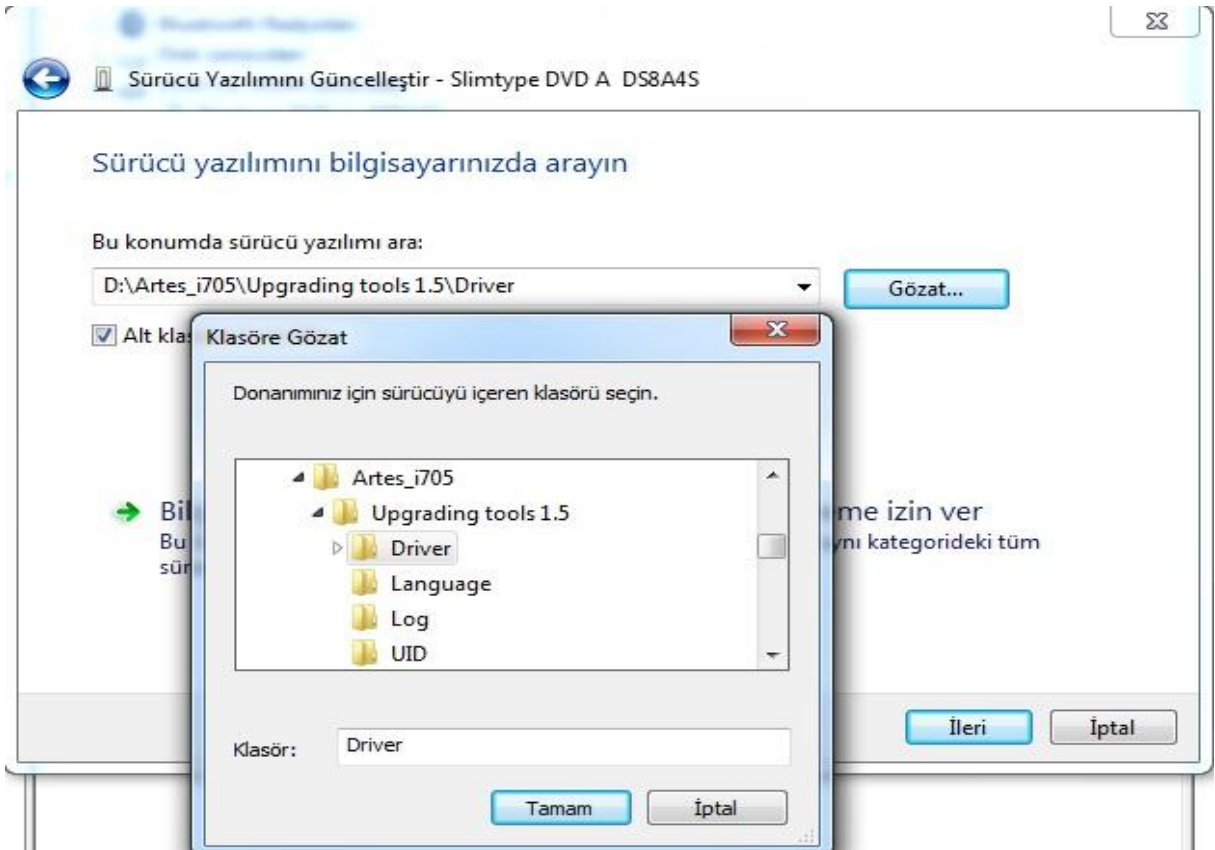 Sürücü Yazılımını Güncelleştir - Slimtype DVD A  DS8A4S
Sürücü yazılımını bilgisayarınızda arayın
Bu konumda sürücü yazılımı ara:
D:\Artes_i705\Upgrading tools 1.5\Driver
Gözat...
Alt klas
Klasöre Gözat
Donanımınız için sürücüyü içeren klasörü seçin.
Artes_i705
Upgrading tools 1.5
Driver
Language
Log
UID
Bil
me izin ver
Bu
ynı kategorideki tüm
sür
Klasör:
Driver
Tamam
İptal
İleri
İptal